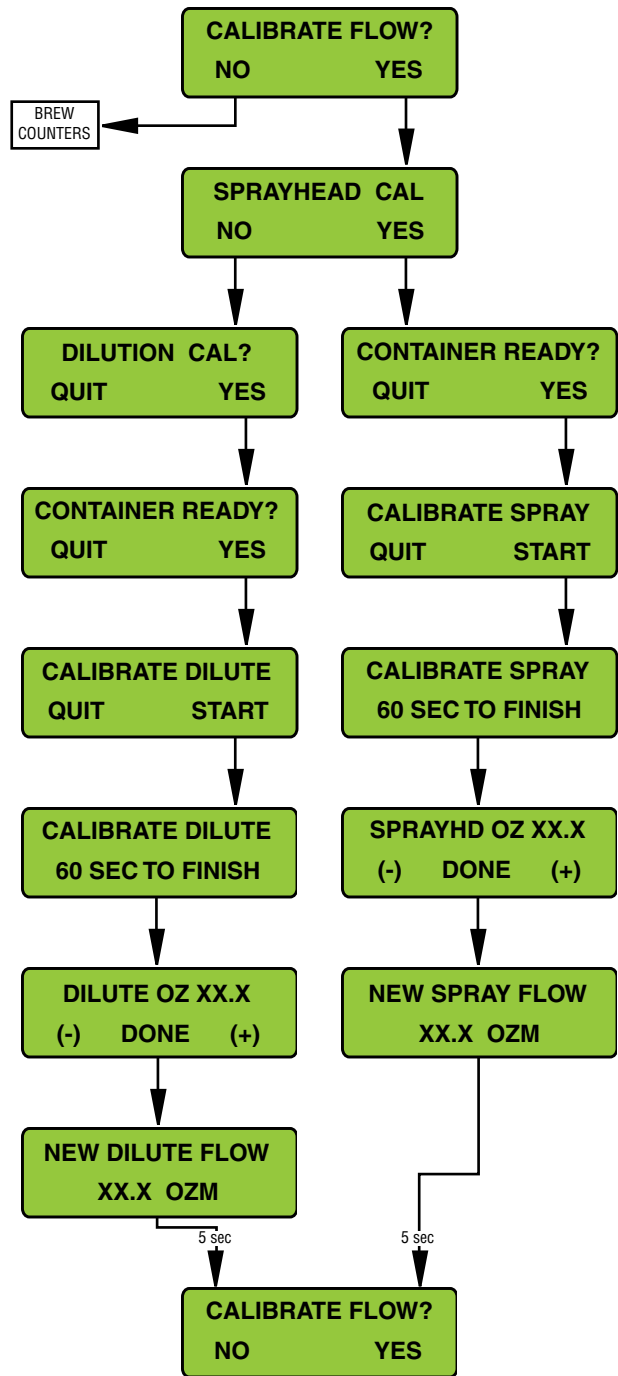 CALIBRATE FLOW?
NO YES
BREW
COUNTERS
SPRAYHEAD CAL
NO YES
DILUTION CAL?
QUIT YES
CONTAINER READY?
QUIT YES
CALIBRATE DILUTE
QUIT START
CALIBRATE DILUTE
60 SEC TO FINISH
DILUTE OZ XX.X
(-) DONE (+)
NEW DILUTE FLOW
XX.X OZM
5 sec
CONTAINER READY?
QUIT YES
CALIBRATE SPRAY
QUIT START
CALIBRATE SPRAY
60 SEC TO FINISH
SPRAYHD OZ XX.X
(-) DONE (+)
NEW SPRAY FLOW
XX.X OZM
5 sec
CALIBRATE FLOW?
NO YES